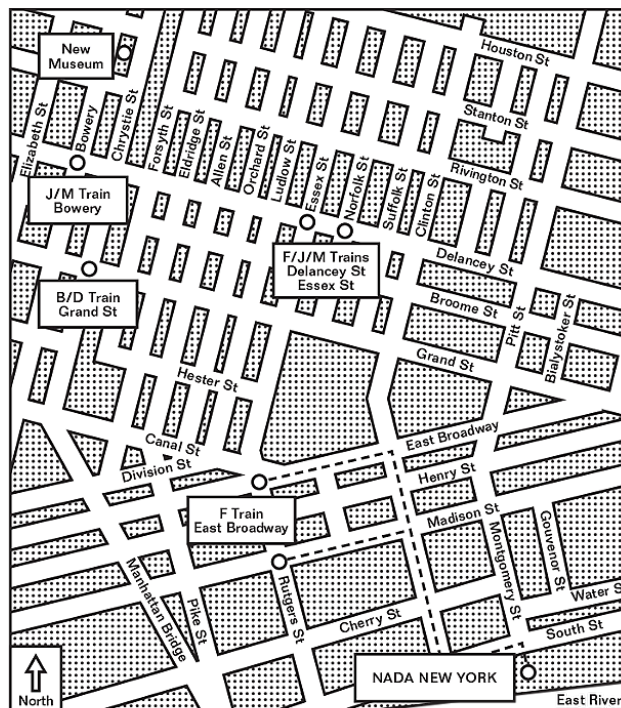 New
Museum
Houston St
Stanton St
Rivington St
Elizabeth St
Bowery
Chrystie St
Forsyth St
Eldridge St
Allen St
Orchard St
Ludlow St
Essex St
Norfolk St
Suffolk St
Clinton St
J/M Train
Bowery
F/J/M Trains
Delancey St
Essex St
Delancey St
B/D Train
Grand St
Broome St
Pitt St
Bialystoker St
Grand St
Hester St
Canal St
Division St
East Broadway
Henry St
F Train
East Broadway
Madison St
Montgomery St
Gouvenor St
Manhattan Bridge
Pike St
Rutgers St
Cherry St
Water St
South St
NADA NEW YORK
North
East River